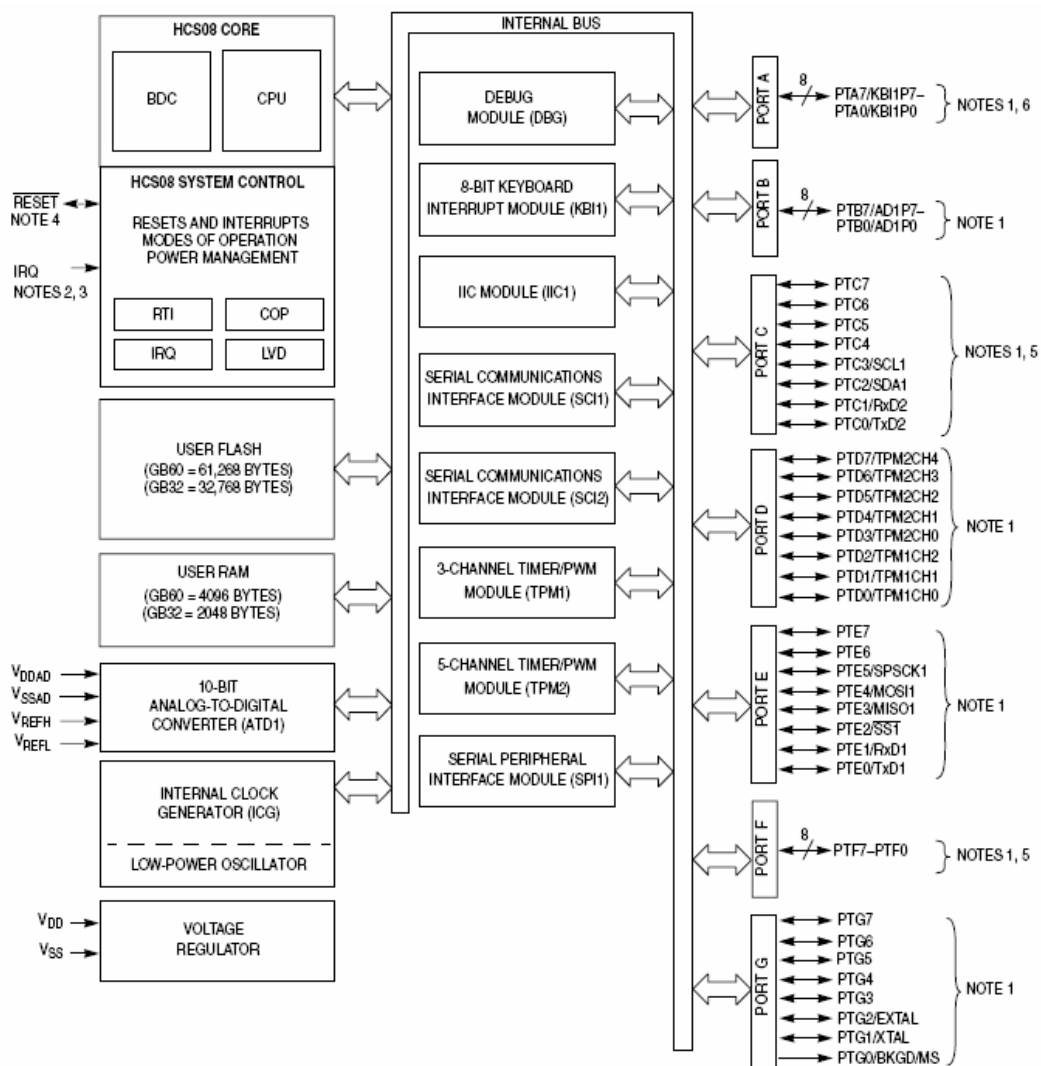 HCS08 CORE
BDC
CPU
HCS08 SYSTEM CONTROL
RESETS AND INTERRUPTS
MODES OF OPERATION
POWER MANAGEMENT
RTI
COP
IRQ
LVD
RESET
NOTE 4
IRQ
NOTES 2, 3
USER FLASH
(GB60 = 61,268 BYTES)
(GB32 = 32,768 BYTES)
USER RAM
(GB60 = 4096 BYTES)
(GB32 = 2048 BYTES)
VDDAD
VSSAD
VREFH
VREFL
10-BIT
ANALOG-TO-DIGITAL
CONVERTER (ATD1)
INTERNAL CLOCK
GENERATOR (ICG)
LOW-POWER OSCILLATOR
VDD
VSS
VOLTAGE
REGULATOR
INTERNAL BUS
DEBUG
MODULE (DBG)
8-BIT KEYBOARD
INTERRUPT MODULE (KBI1)
IIC MODULE (IIC1)
SERIAL COMMUNICATIONS
INTERFACE MODULE (SCI1)
SERIAL COMMUNICATIONS
INTERFACE MODULE (SCI2)
3-CHANNEL TIMER/PWM
MODULE (TPM1)
5-CHANNEL TIMER/PWM
MODULE (TPM2)
SERIAL PERIPHERAL
INTERFACE MODULE (SPI1)
PORT A
8
PTA7/KBI1P7–
PTA0/KBI1P0
NOTES 1, 6
PORT B
8
PTB7/AD1P7–
PTB0/AD1P0
NOTE 1
PORT C
PTC7
PTC6
PTC5
PTC4
PTC3/SCL1
PTC2/SDA1
PTC1/RxD2
PTC0/TxD2
NOTES 1, 5
PORT D
PTD7/TPM2CH4
PTD6/TPM2CH3
PTD5/TPM2CH2
PTD4/TPM2CH1
PTD3/TPM2CH0
PTD2/TPM1CH2
PTD1/TPM1CH1
PTD0/TPM1CH0
NOTE 1
PORT E
PTE7
PTE6
PTE5/SPSCK1
PTE4/MOSI1
PTE3/MISO1
PTE2/SS1
PTE1/RxD1
PTE0/TxD1
NOTE 1
PORT F
8
PTF7–PTF0
NOTES 1, 5
PORT G
PTG7
PTG6
PTG5
PTG4
PTG3
PTG2/EXTAL
PTG1/XTAL
PTG0/BKGD/MS
NOTE 1